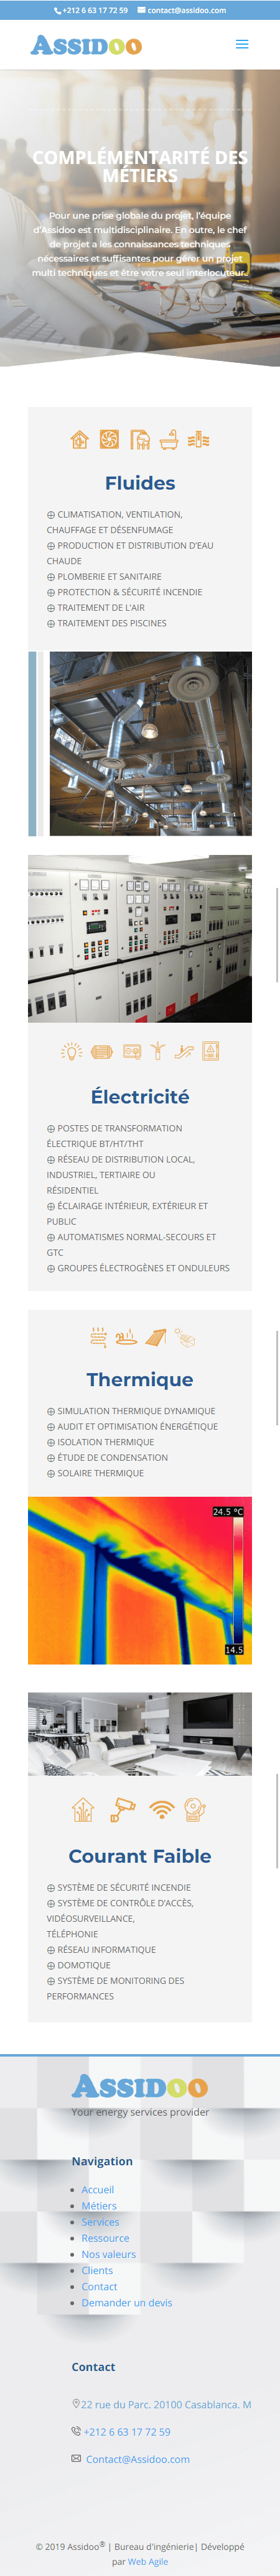 +212 6 63 17 72 59 contact@assidoo.com
ASSIDOO
COMPLÉMENTARITÉ DES
MÉTIERS
Pour une prise globale du projet, l'équipe
d'Assidoo est multidisciplinaire. En outre, le chef
de projet a les connaissances techniques
nécessaires et suffisantes pour gérer un projet
multi techniques et être votre seul interlocuteur.
Fluides
CLIMATISATION, VENTILATION,
CHAUFFAGE ET DÉSENFUMAGE
PRODUCTION ET DISTRIBUTION D'EAU
CHAUDE
PLOMBERIE ET SANITAIRE
PROTECTION & SÉCURITÉ INCENDIE
TRAITEMENT DE L'AIR
TRAITEMENT DES PISCINES
Électricité
POSTES DE TRANSFORMATION
ÉLECTRIQUE BT/HT/THT
RÉSEAU DE DISTRIBUTION LOCAL,
INDUSTRIEL, TERTIAIRE OU
RÉSIDENTIEL
ÉCLAIRAGE INTÉRIEUR, EXTÉRIEUR ET
PUBLIC
AUTOMATISMES NORMAL-SECOURS ET
GTC
GROUPES ÉLECTROGÈNES ET ONDULEURS
Thermique
SIMULATION THERMIQUE DYNAMIQUE
AUDIT ET OPTIMISATION ÉNERGÉTIQUE
ISOLATION THERMIQUE
ÉTUDE DE CONDENSATION
SOLAIRE THERMIQUE
24.5 °C
14.5
Courant Faible
SYSTÈME DE SÉCURITÉ INCENDIE
SYSTÈME DE CONTRÔLE D'ACCÈS,
VIDÉOSURVEILLANCE,
TÉLÉPHONIE
RÉSEAU INFORMATIQUE
DOMOTIQUE
SYSTÈME DE MONITORING DES
PERFORMANCES
ASSIDOO
Your energy services provider
Navigation
Accueil
Métiers
Services
Ressource
Nos valeurs
Clients
Contact
Demander un devis
Contact
22 rue du Parc. 20100 Casablanca. M
+212 6 63 17 72 59
Contact@Assidoo.com
© 2019 Assidoo® | Bureau d'ingénierie| Développé
par Web Agile